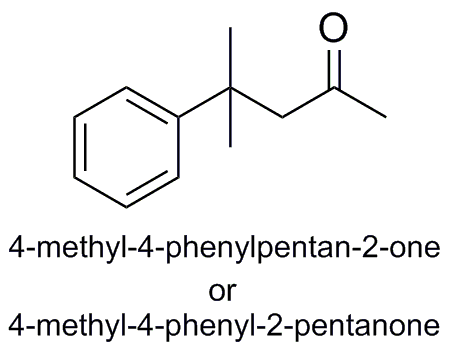 O
4-methyl-4-phenylpentan-2-one
or
4-methyl-4-phenyl-2-pentanone